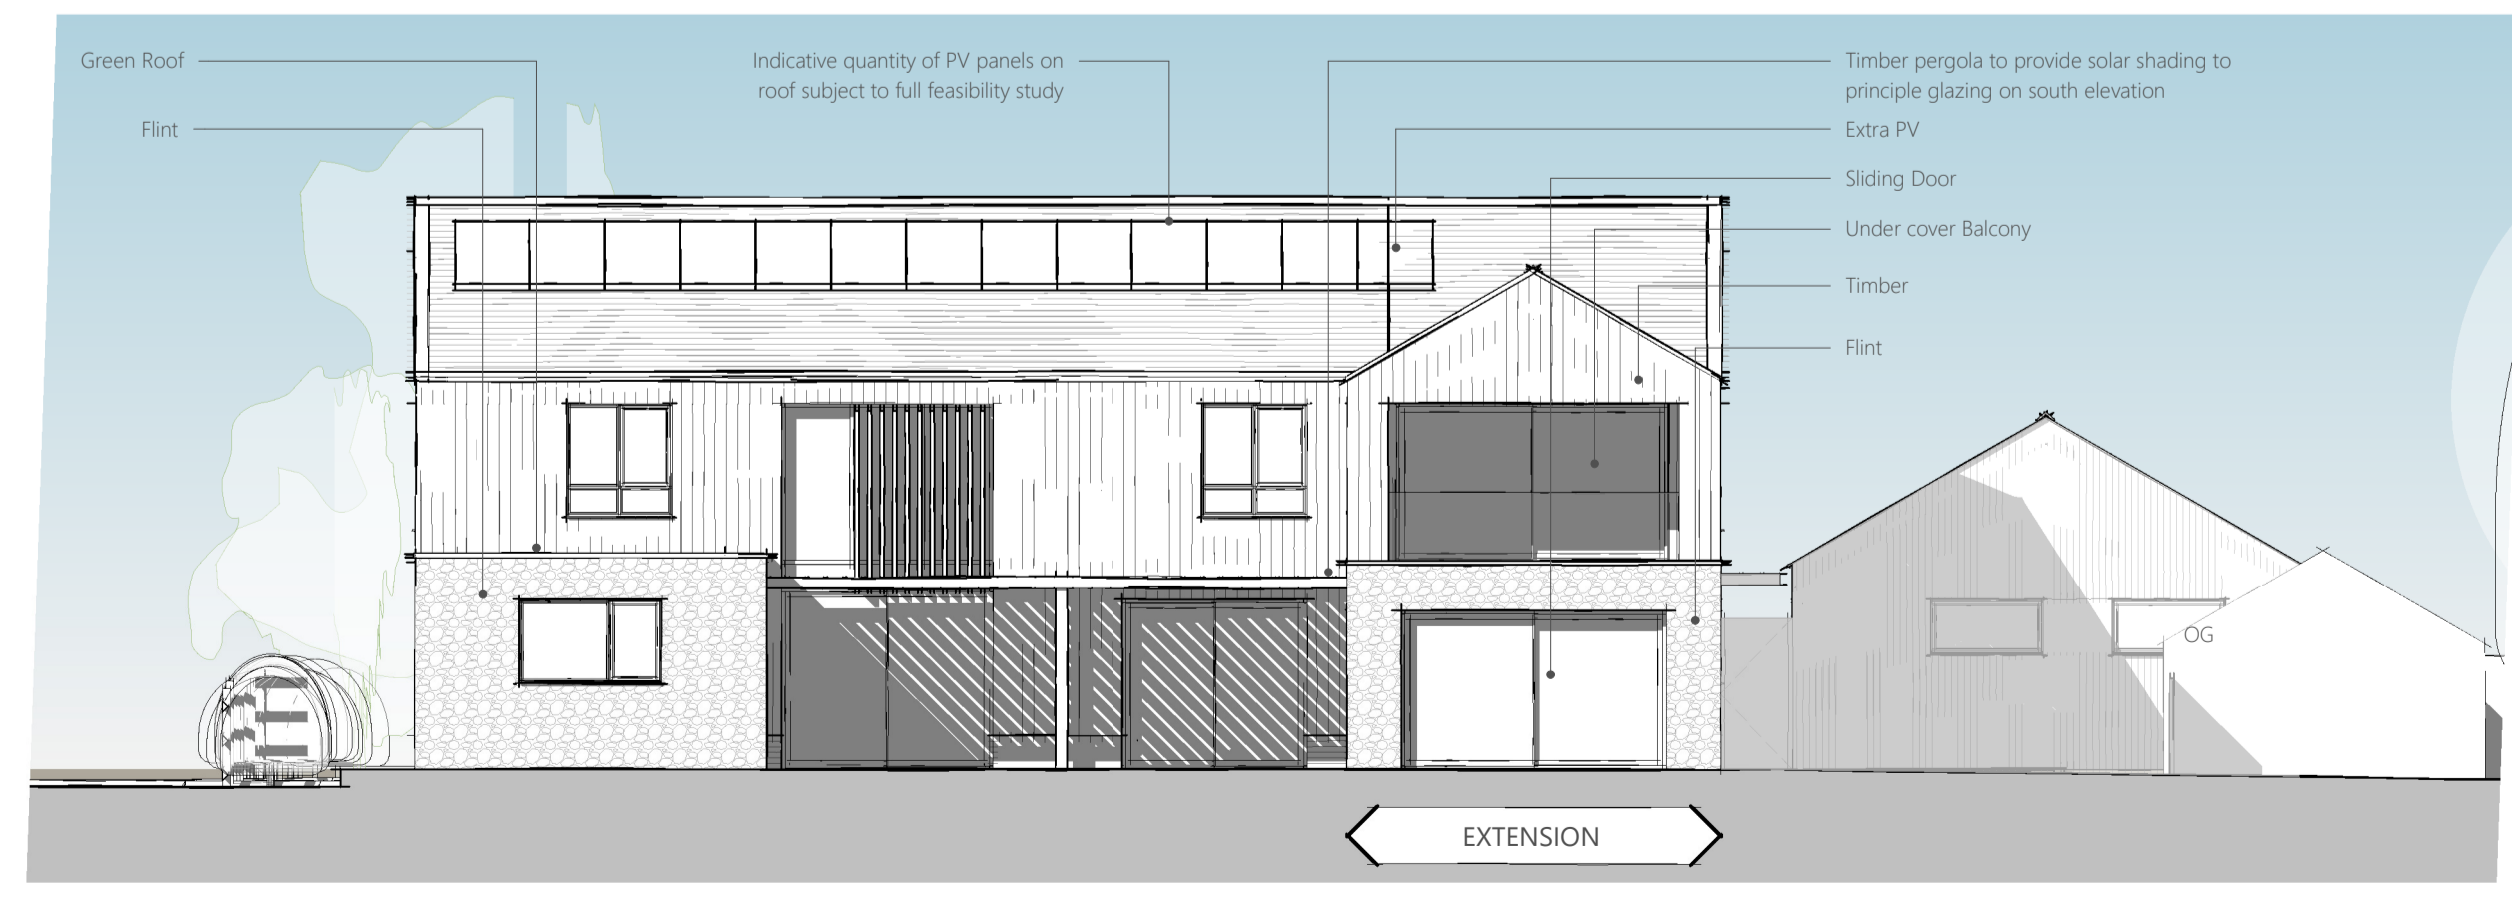 Green Roof
Flint
Indicative quantity of PV panels on
roof subject to full feasibility study
Timber pergola to provide solar shading to
principle glazing on south elevation
Extra PV
Sliding Door
Under cover Balcony
Timber
Flint
OG
EXTENSION